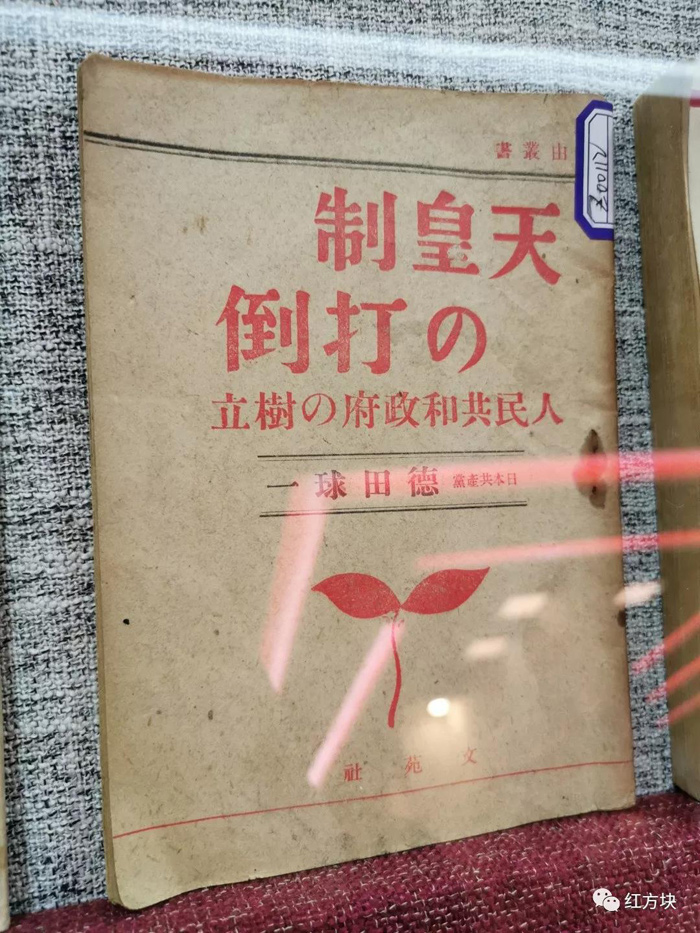 由叢書
天皇制
の打倒
人民共和政府の樹立
日本共産黨 德田球一
文苑社
红方块